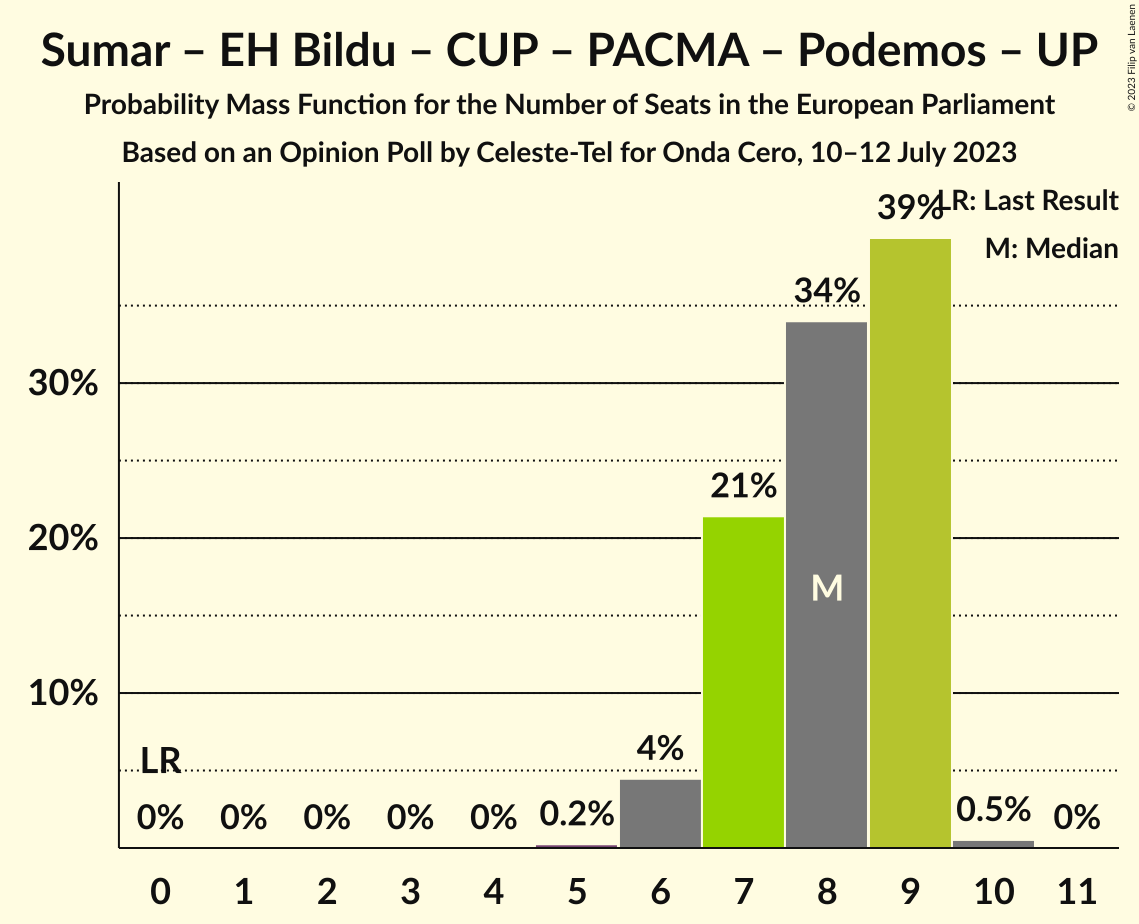 Sumar – EH Bildu – CUP – PACMA – Podemos – UP
Probability Mass Function for the Number of Seats in the European Parliament
Based on an Opinion Poll by Celeste-Tel for Onda Cero, 10–12 July 2023
© 2023 Filip van Laenen
LR: Last Result
M: Median
39%
34%
30%
21%
20%
M
10%
LR
4%
0%
0%
0%
0%
0%
0.2%
0.5%
0%
0 1 2 3 4 5 6 7 8 9 10 11